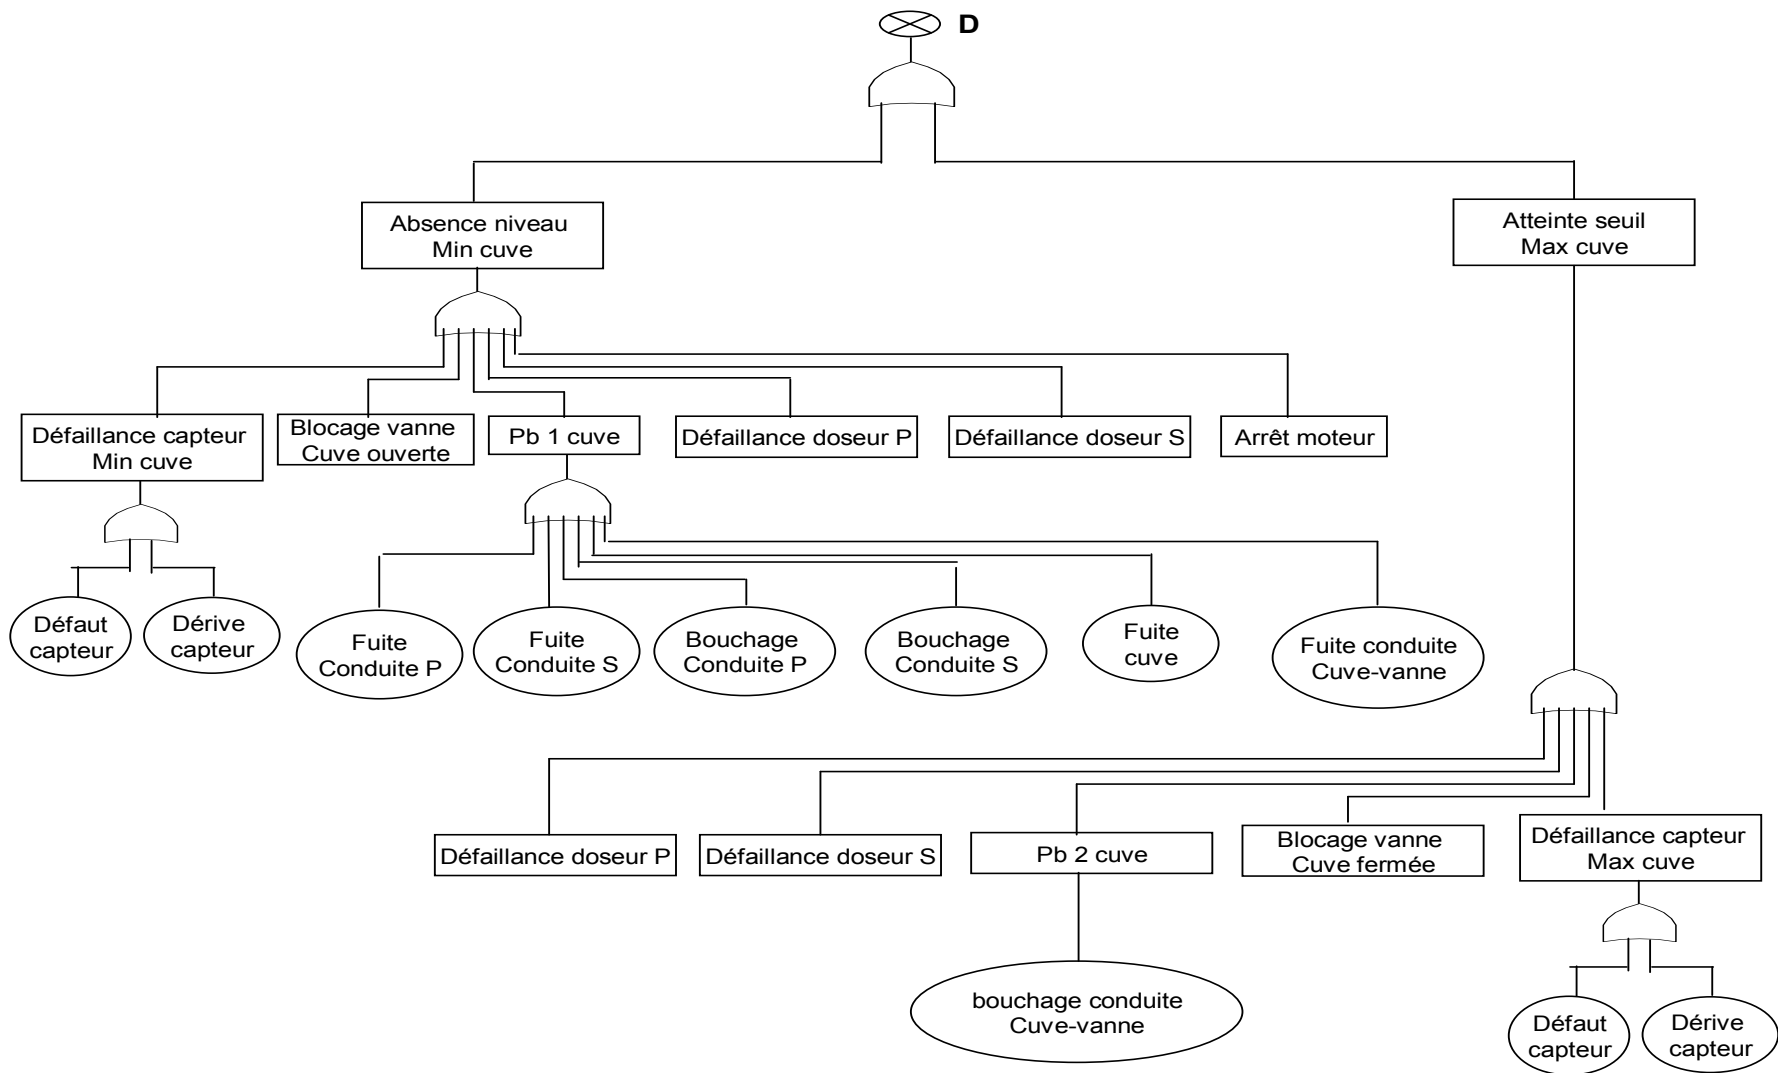 D
Absence niveau
Min cuve
Atteinte seuil
Max cuve
Défaillance capteur
Min cuve
Blocage vanne
Cuve ouverte
Pb 1 cuve
Défaillance doseur P
Défaillance doseur S
Arrêt moteur
Défaut
capteur
Dérive
capteur
Fuite
Conduite P
Fuite
Conduite S
Bouchage
Conduite P
Bouchage
Conduite S
Fuite
cuve
Fuite conduite
Cuve-vanne
Défaillance doseur P
Défaillance doseur S
Pb 2 cuve
Blocage vanne
Cuve fermée
Défaillance capteur
Max cuve
bouchage conduite
Cuve-vanne
Défaut
capteur
Dérive
capteur